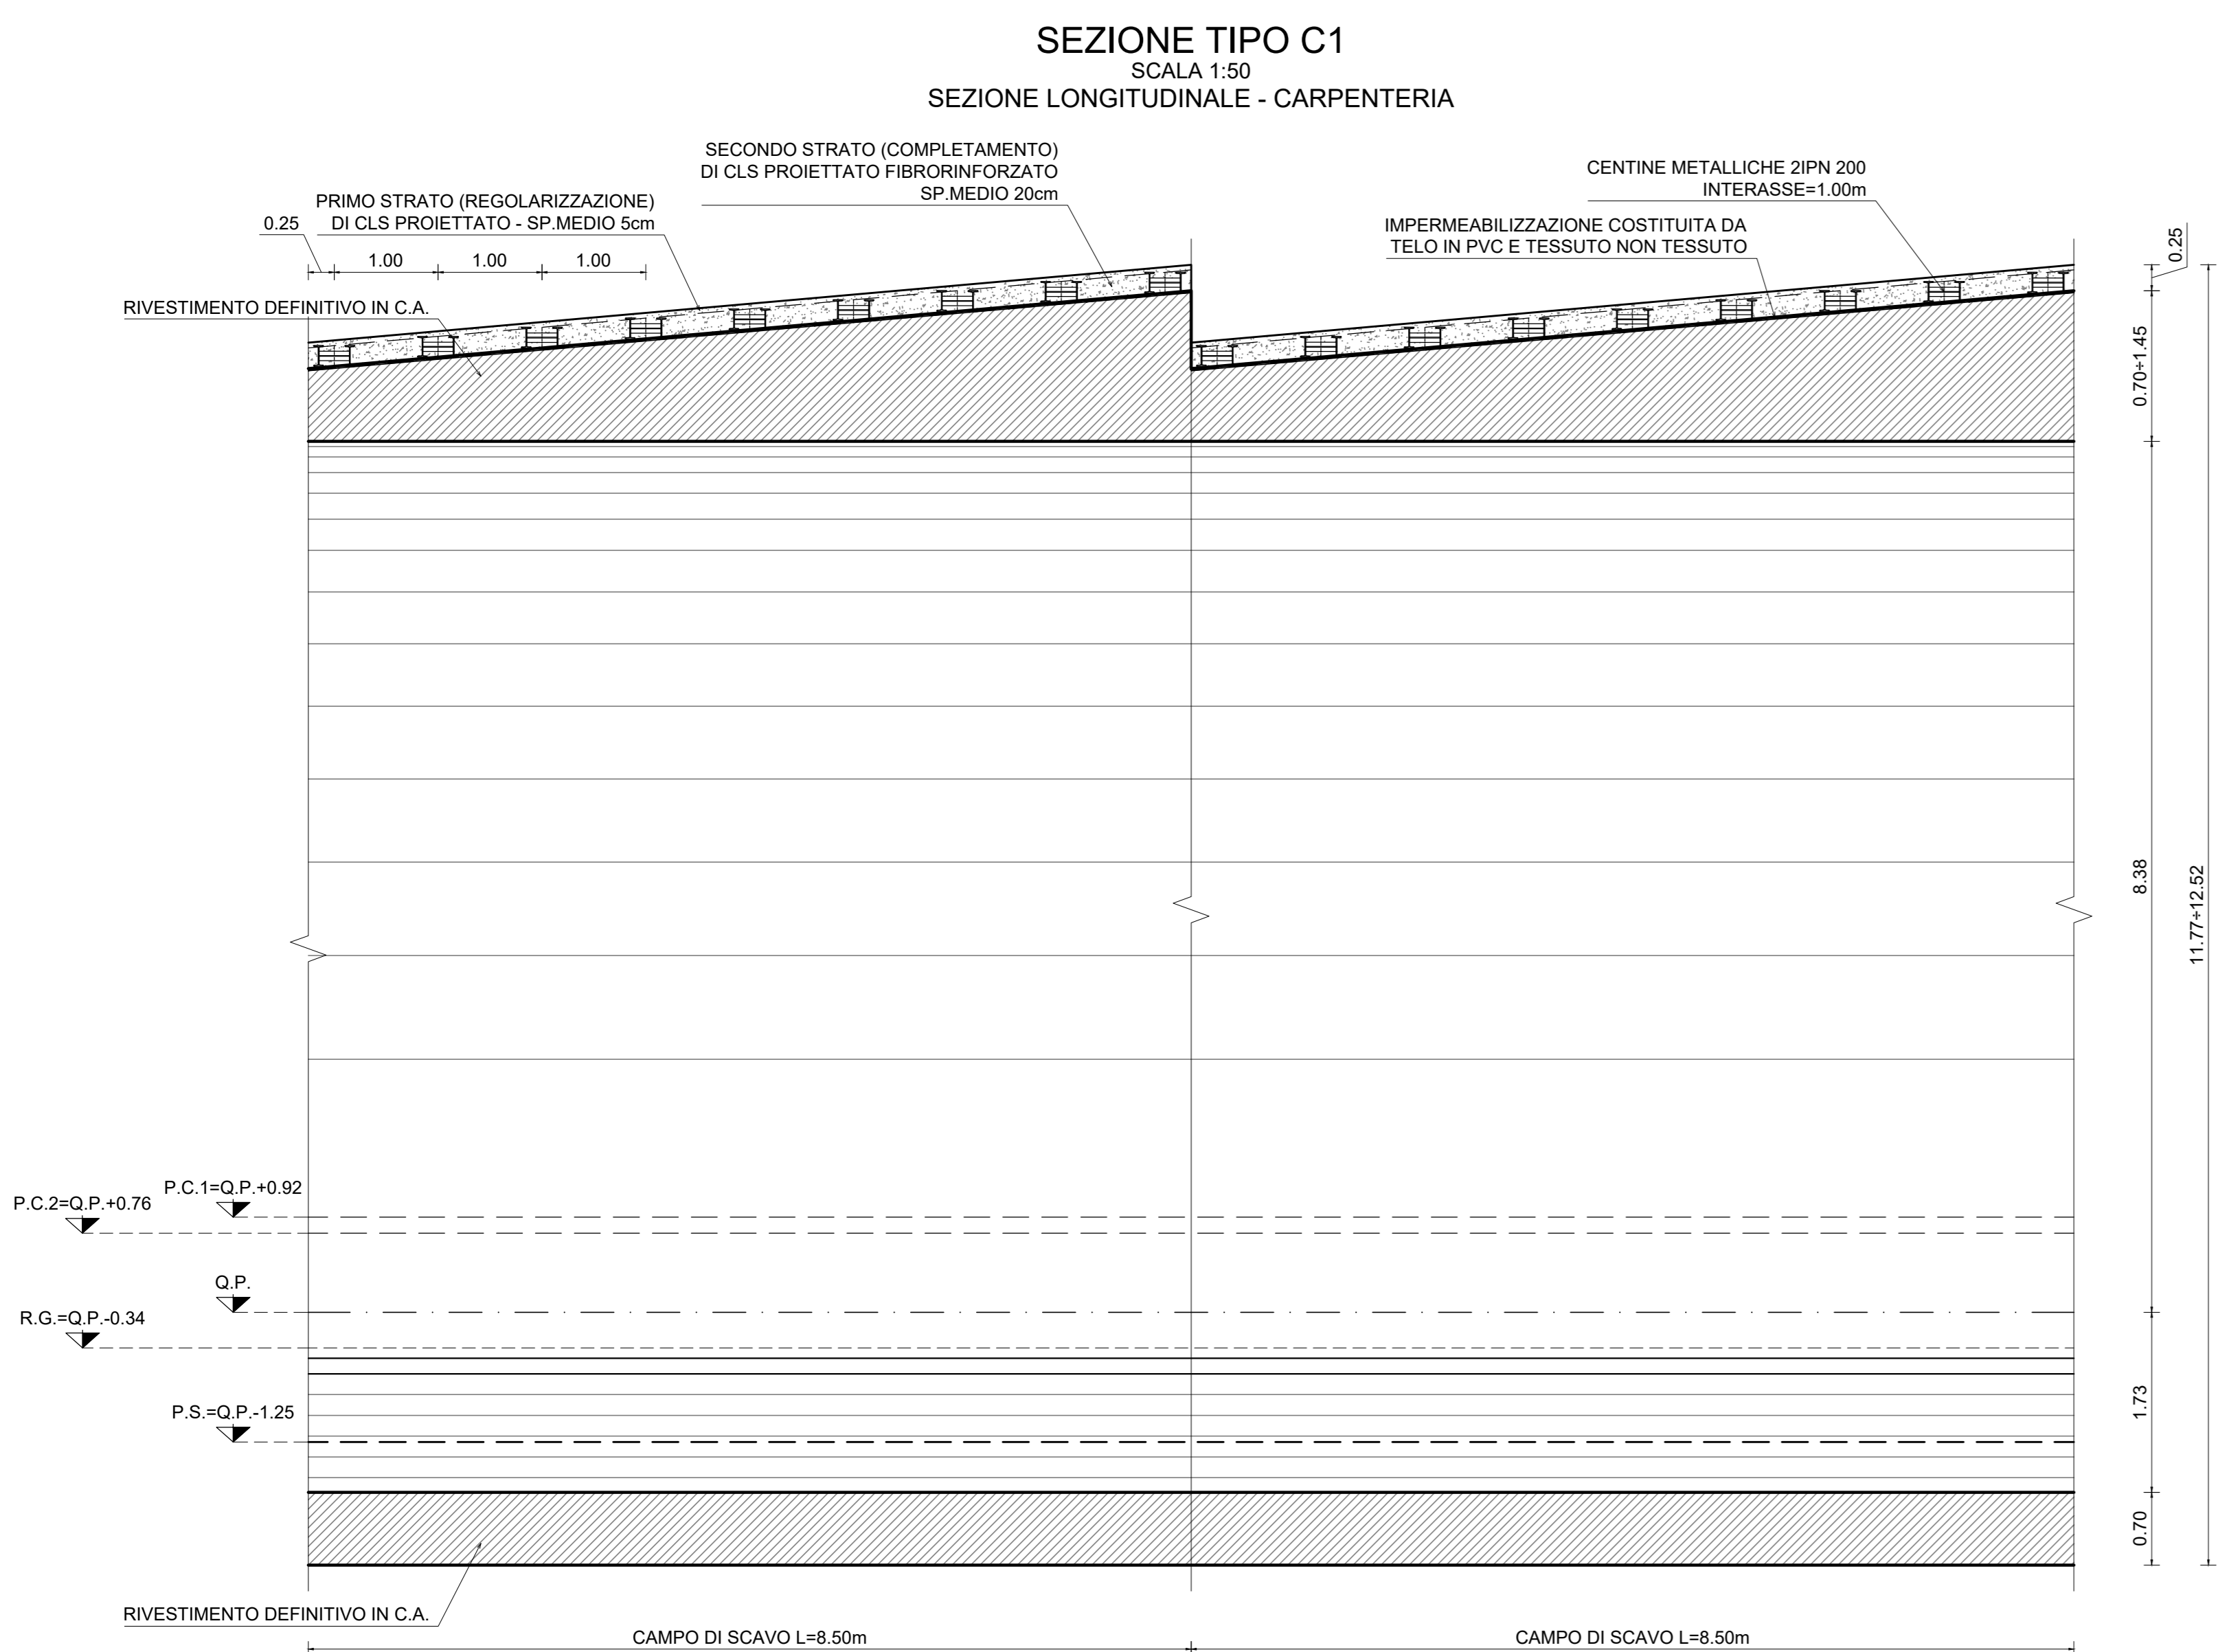 SEZIONE TIPO C1
SCALA 1:50
SEZIONE LONGITUDINALE - CARPENTERIA
SECONDO STRATO (COMPLETAMENTO)
DI CLS PROIETTATO FIBRORINFORZATO
SP.MEDIO 20cm
CENTINE METALLICHE 2IPN 200
INTERASSE=1.00m
PRIMO STRATO (REGOLARIZZAZIONE)
DI CLS PROIETTATO - SP.MEDIO 5cm
IMPERMEABILIZZAZIONE COSTITUITA DA
TELO IN PVC E TESSUTO NON TESSUTO
0.25
1.00
1.00
1.00
0.25
RIVESTIMENTO DEFINITIVO IN C.A.
0.70÷1.45
8.38
11.77÷12.52
P.C.1=Q.P.+0.92
P.C.2=Q.P.+0.76
Q.P.
R.G.=Q.P.-0.34
P.S.=Q.P.-1.25
1.73
0.70
RIVESTIMENTO DEFINITIVO IN C.A.
CAMPO DI SCAVO L=8.50m
CAMPO DI SCAVO L=8.50m